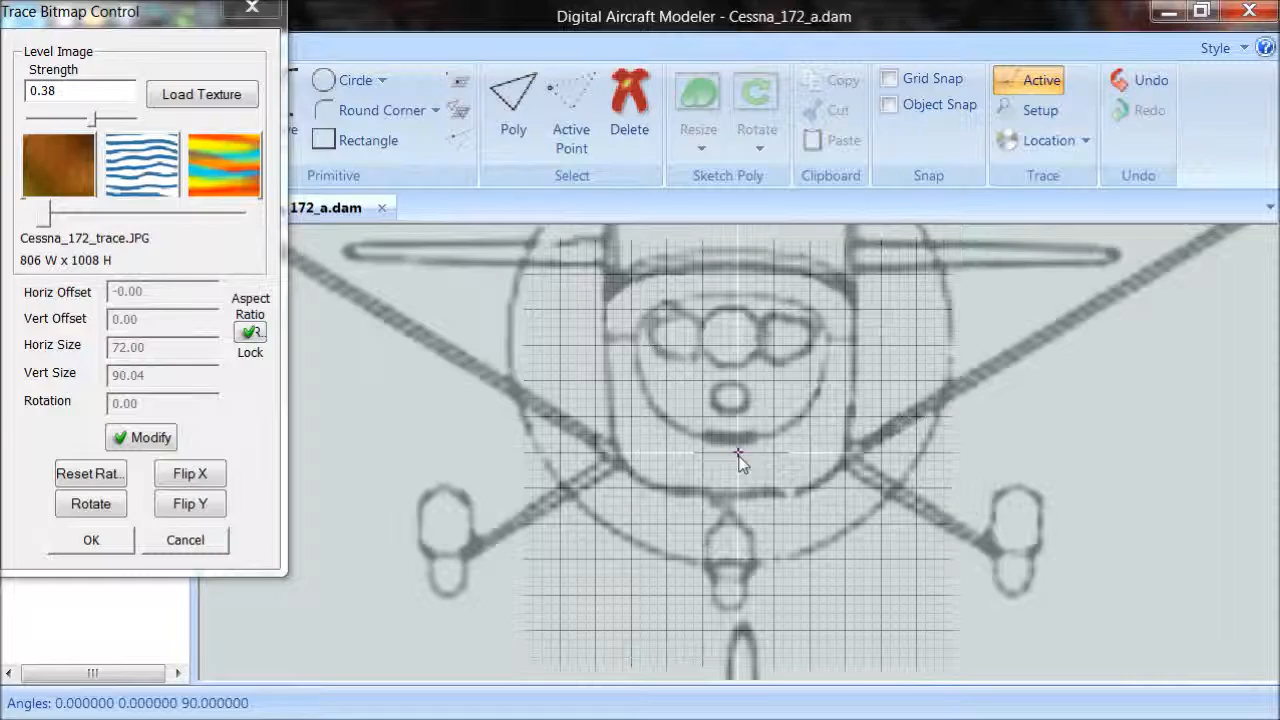 Trace Bitmap Control
Digital Aircraft Modeler - Cessna_172_a.dam
Style
Level Image
Strength
0.38
Load Texture
Cessna_172_trace.JPG
806 W x 1008 H
Horiz Offset -0.00
Vert Offset 0.00
Horiz Size 72.00
Vert Size 90.04
Rotation 0.00
Aspect
Ratio
Lock
Modify
Reset Rat..
Flip X
Rotate
Flip Y
OK
Cancel
Circle
Round Corner
Rectangle
Primitive
Poly
Active
Point
Delete
Select
Resize
Rotate
Sketch Poly
Copy
Cut
Paste
Clipboard
Grid Snap
Object Snap
Snap
Active
Setup
Location
Trace
Undo
Redo
Undo
172_a.dam
Angles: 0.000000 0.000000 90.000000